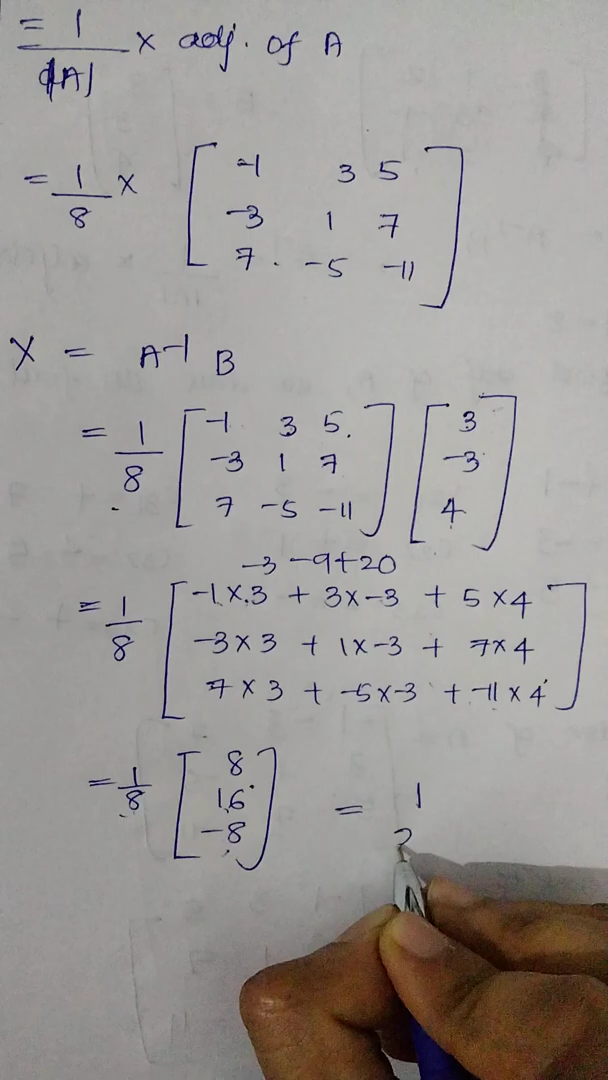 = 1 / |A| × adj. of A
= 1/8 × [ -1 3 5
-3 1 7
7 -5 -11 ]
X = A-1 B
= 1/8 [ -1 3 5 ] [ 3 ]
[ -3 1 7 ] [ -3 ]
[ 7 -5 -11 ] [ 4 ]
-3 -9+20
= 1/8 [ -1×3 + 3×-3 + 5×4
-3×3 + 1×-3 + 7×4
7×3 + -5×-3 + -11×4 ]
= 1/8 [ 8
16
-8 ] = 1